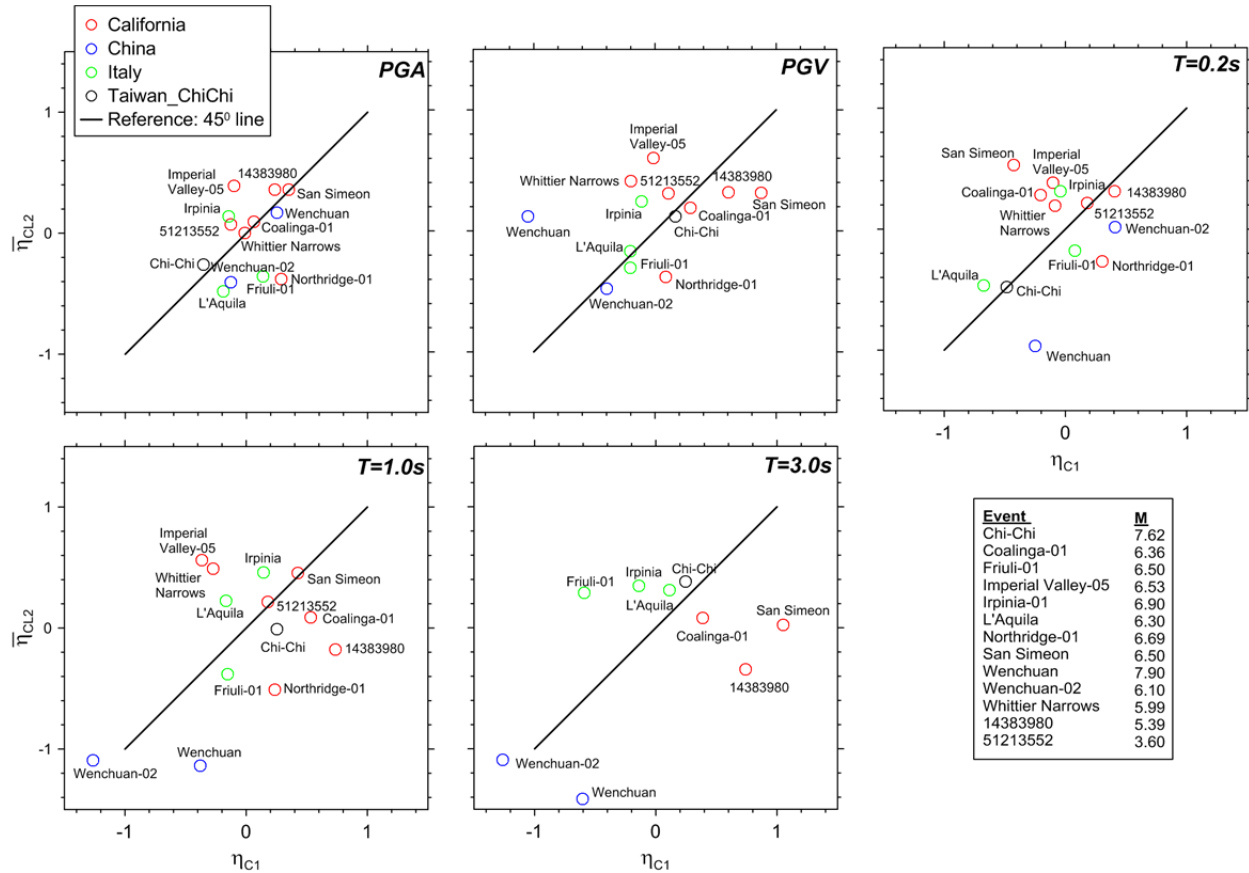 California
China
Italy
Taiwan_ChiChi
Reference: 45⁰ line
PGA
1
0
-1
η̅CL2
Imperial
Valley-05
14383980
San Simeon
Irpinia
Wenchuan
51213552
Coalinga-01
Whittier Narrows
Chi-Chi
Wenchuan-02
Northridge-01
Friuli-01
L'Aquila
PGV
Imperial
Valley-05
Whittier Narrows
51213552
14383980
San Simeon
Irpinia
Coalinga-01
Wenchuan
Chi-Chi
L'Aquila
Friuli-01
Northridge-01
Wenchuan-02
T=0.2s
San Simeon
Imperial
Valley-05
Irpinia
Coalinga-01
14383980
Whittier
Narrows
51213552
Wenchuan-02
Friuli-01
Northridge-01
L'Aquila
Chi-Chi
Wenchuan
-1
0
1
ηC1
T=1.0s
1
0
-1
η̅CL2
Imperial
Valley-05
Irpinia
Whittier
Narrows
San Simeon
L'Aquila
51213552
Coalinga-01
Chi-Chi
14383980
Friuli-01
Northridge-01
Wenchuan
Wenchuan-02
-1
0
1
ηC1
T=3.0s
Friuli-01
Irpinia
Chi-Chi
L'Aquila
San Simeon
Coalinga-01
14383980
Wenchuan-02
Wenchuan
-1
0
1
ηC1
Event M
Chi-Chi 7.62
Coalinga-01 6.36
Friuli-01 6.50
Imperial Valley-05 6.53
Irpinia-01 6.90
L'Aquila 6.30
Northridge-01 6.69
San Simeon 6.50
Wenchuan 7.90
Wenchuan-02 6.10
Whittier Narrows 5.99
14383980 5.39
51213552 3.60